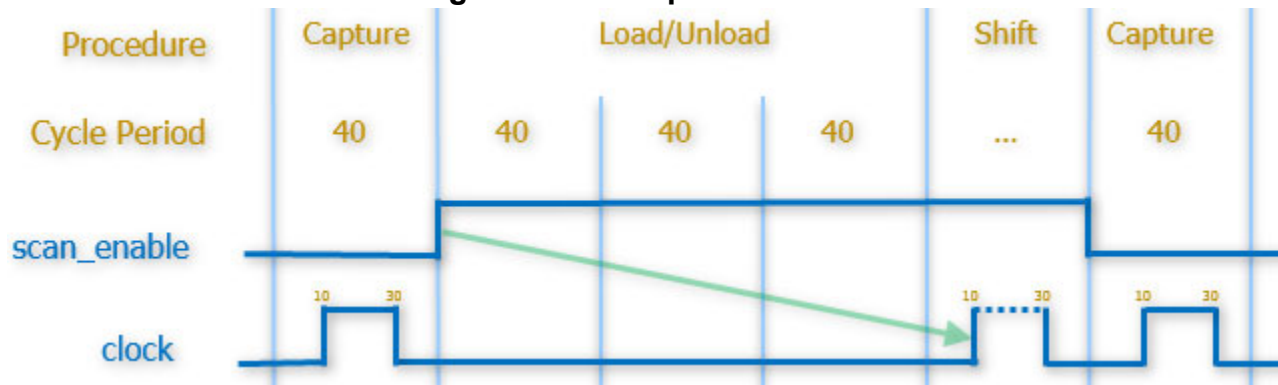 Procedure Capture Load/Unload Shift Capture
Cycle Period 40 40 40 40 ... 40
scan_enable
10 30 10 30 10 30
clock